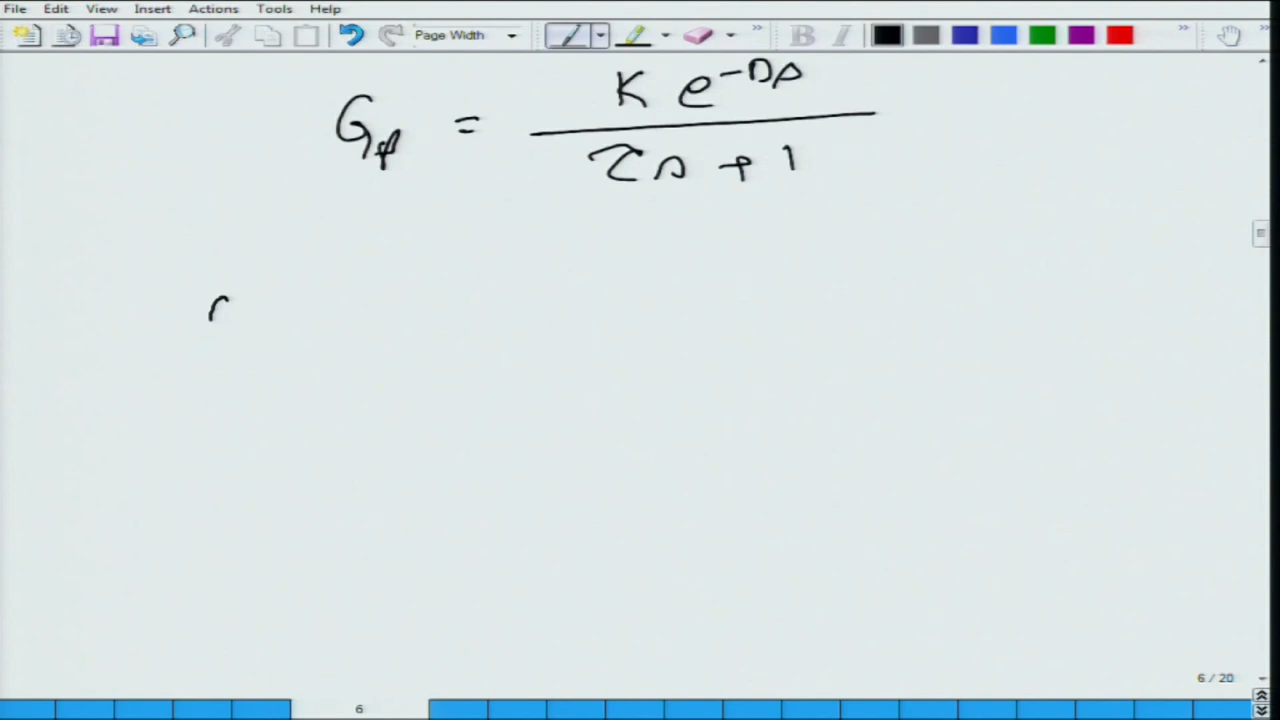 File Edit View Insert Actions Tools Help
Page Width
B I
Gp = K e^-Ds / τs + 1
6 / 20
6